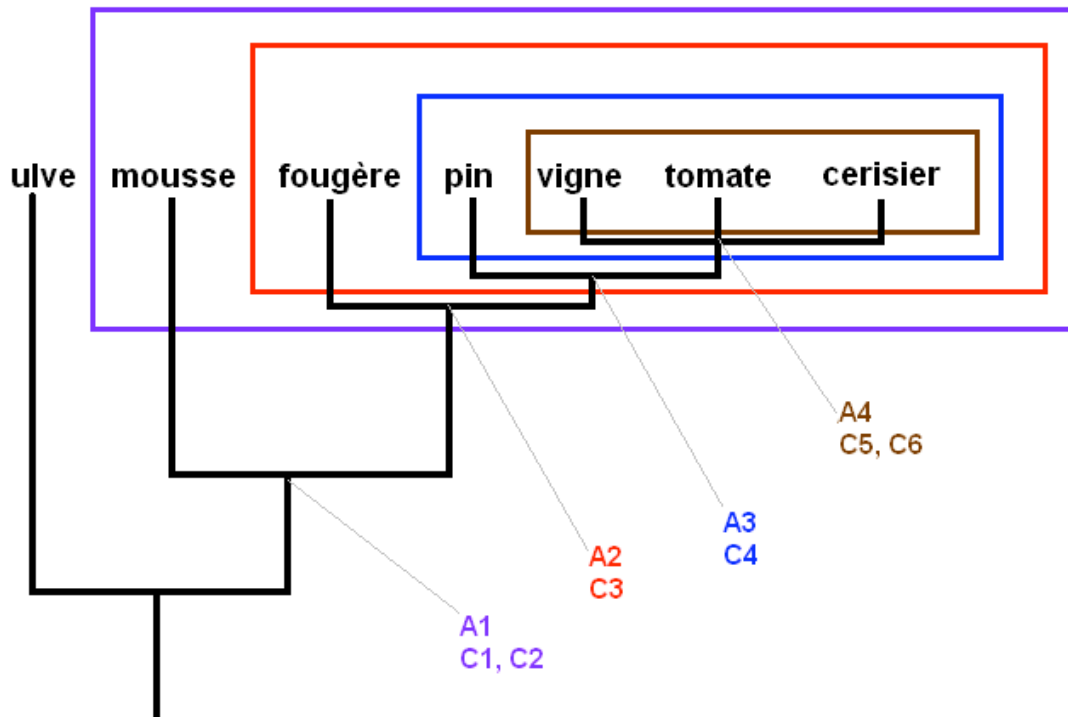 ulve mousse fougère pin vigne tomate cerisier
A4
C5, C6
A3
C4
A2
C3
A1
C1, C2